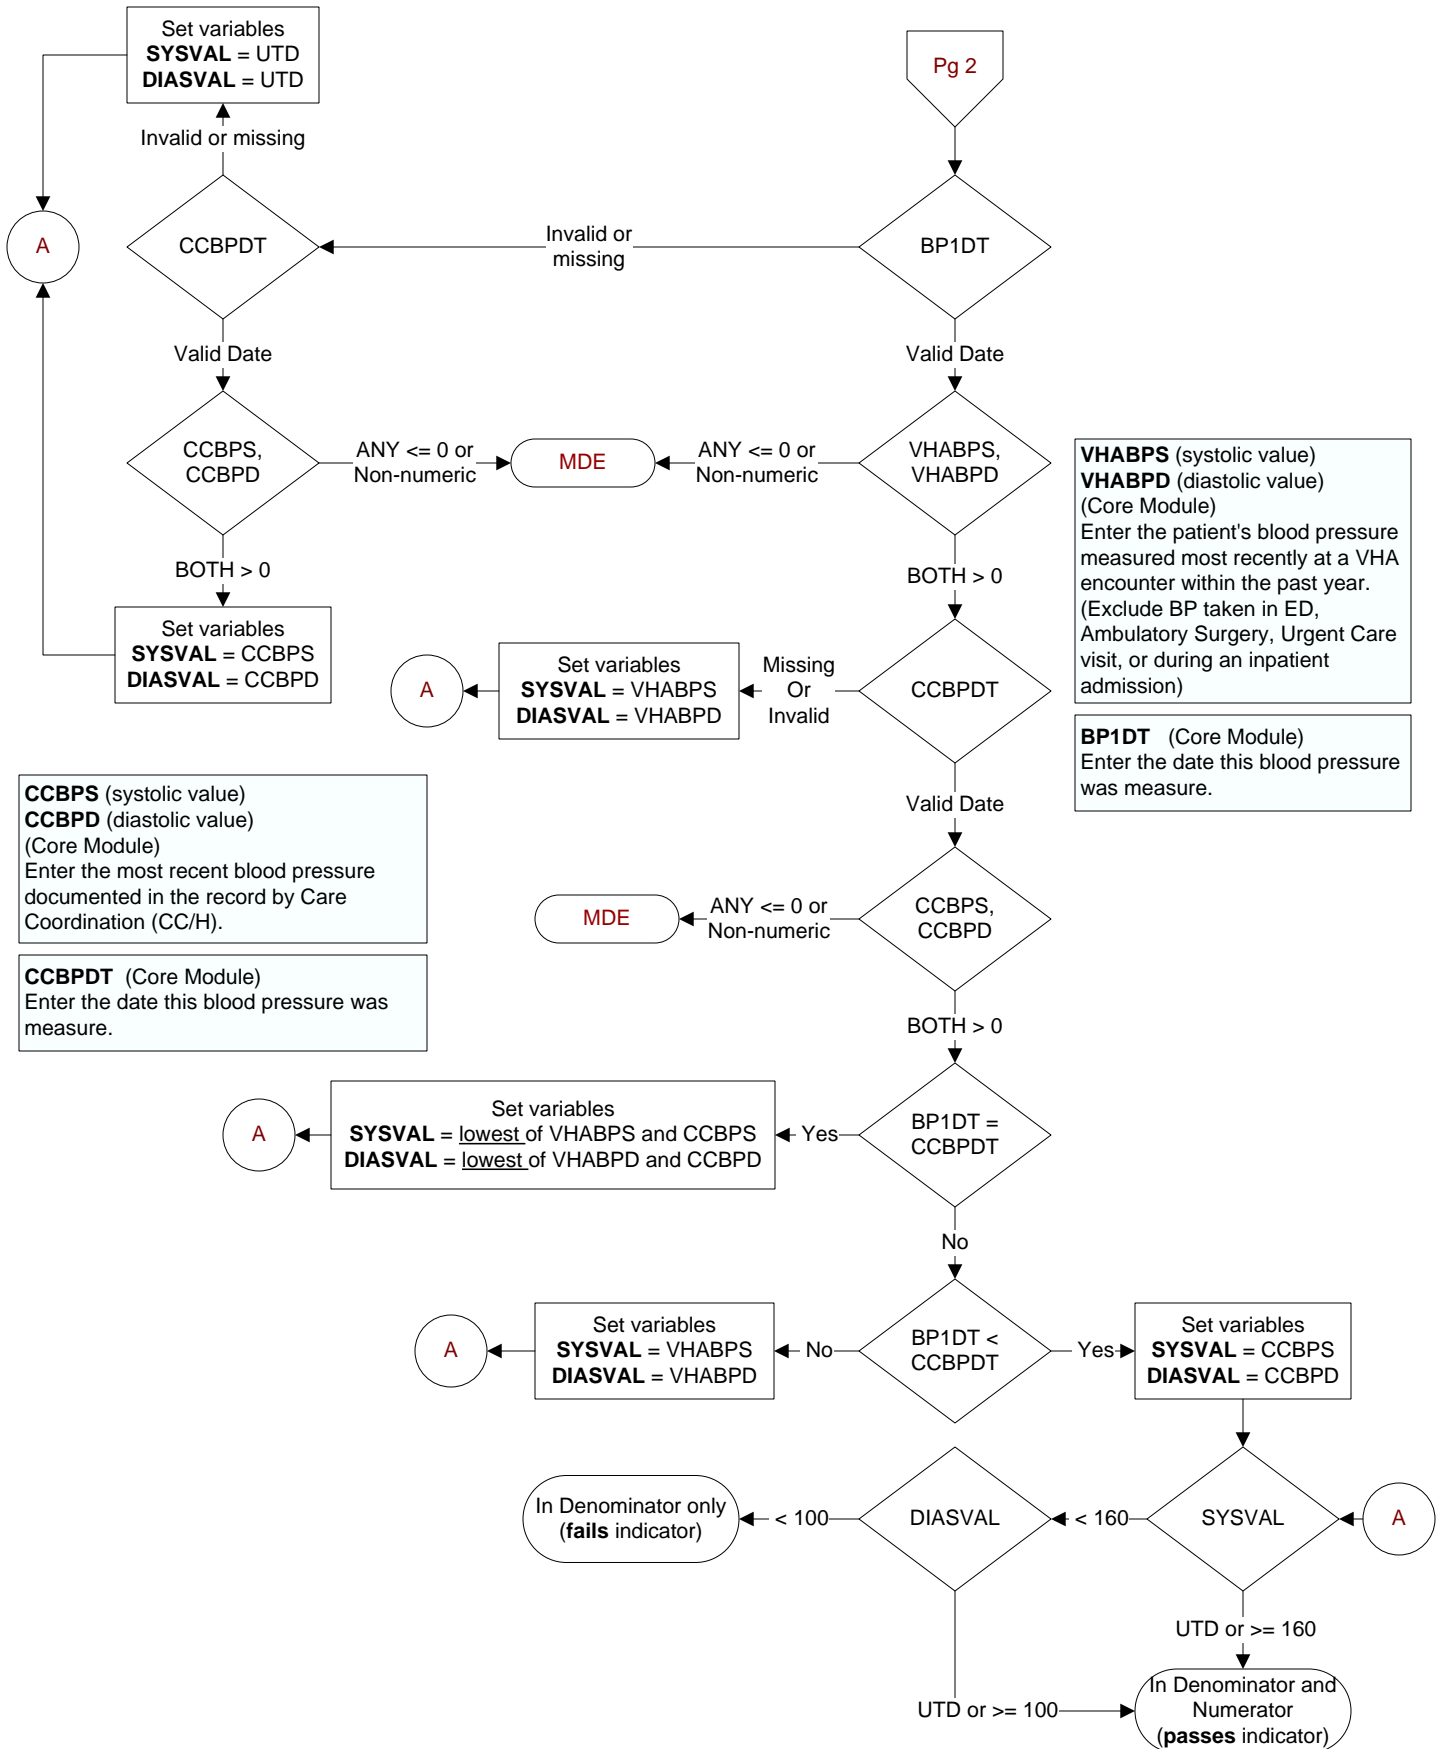 Set variables
SYSVAL = UTD
DIASVAL = UTD
Pg 2
Invalid or missing
A
CCBPDT
Invalid or
missing
BP1DT
Valid Date
Valid Date
CCBPS,
CCBPD
ANY <= 0 or
Non-numeric
MDE
ANY <= 0 or
Non-numeric
VHABPS,
VHABPD
VHABPS (systolic value)
VHABPD (diastolic value)
(Core Module)
Enter the patient's blood pressure
measured most recently at a VHA
encounter within the past year.
(Exclude BP taken in ED,
Ambulatory Surgery, Urgent Care
visit, or during an inpatient
admission)
BOTH > 0
BOTH > 0
Set variables
SYSVAL = CCBPS
DIASVAL = CCBPD
A
Set variables
SYSVAL = VHABPS
DIASVAL = VHABPD
Missing
Or
Invalid
CCBPDT
BP1DT (Core Module)
Enter the date this blood pressure
was measure.
CCBPS (systolic value)
CCBPD (diastolic value)
(Core Module)
Enter the most recent blood pressure
documented in the record by Care
Coordination (CC/H).
Valid Date
MDE
ANY <= 0 or
Non-numeric
CCBPS,
CCBPD
CCBPDT (Core Module)
Enter the date this blood pressure was
measure.
BOTH > 0
A
Set variables
SYSVAL = lowest of VHABPS and CCBPS
DIASVAL = lowest of VHABPD and CCBPD
Yes
BP1DT =
CCBPDT
No
A
Set variables
SYSVAL = VHABPS
DIASVAL = VHABPD
No
BP1DT <
CCBPDT
Yes
Set variables
SYSVAL = CCBPS
DIASVAL = CCBPD
In Denominator only
(fails indicator)
< 100
DIASVAL
< 160
SYSVAL
A
UTD or >= 160
UTD or >= 100
In Denominator and
Numerator
(passes indicator)